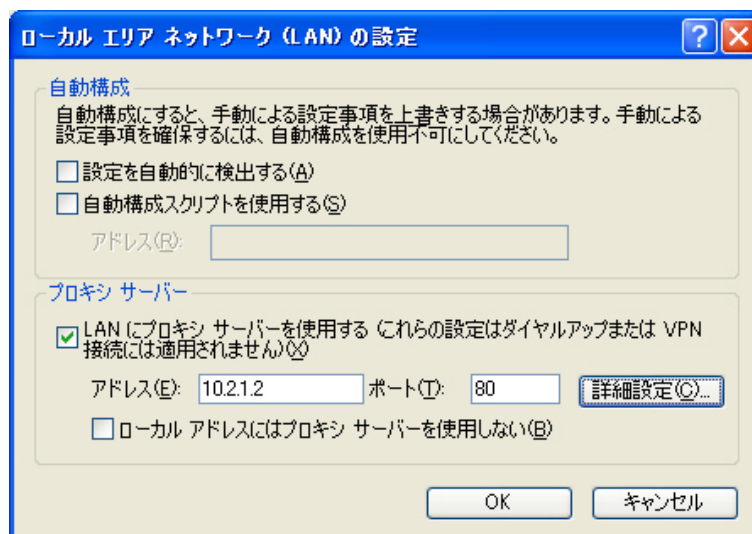 ローカル エリア ネットワーク (LAN) の設定
自動構成
自動構成にすると、手動による設定事項を上書きする場合があります。手動による
設定事項を確保するには、自動構成を使用不可にしてください。
設定を自動的に検出する(A)
自動構成スクリプトを使用する(S)
アドレス(R):
プロキシ サーバー
LAN にプロキシ サーバーを使用する (これらの設定はダイヤルアップまたは VPN
接続には適用されません)(X)
アドレス(E): 10.2.1.2 ポート(T): 80 詳細設定(C)...
ローカル アドレスにはプロキシ サーバーを使用しない(B)
OK キャンセル